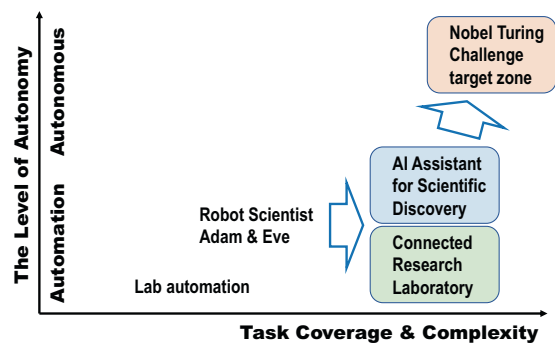 Nobel Turing
Challenge
target zone
AI Assistant
for Scientific
Discovery
Robot Scientist
Adam & Eve
Connected
Research
Laboratory
Lab automation
The Level of Autonomy
Automation Autonomous
Task Coverage & Complexity